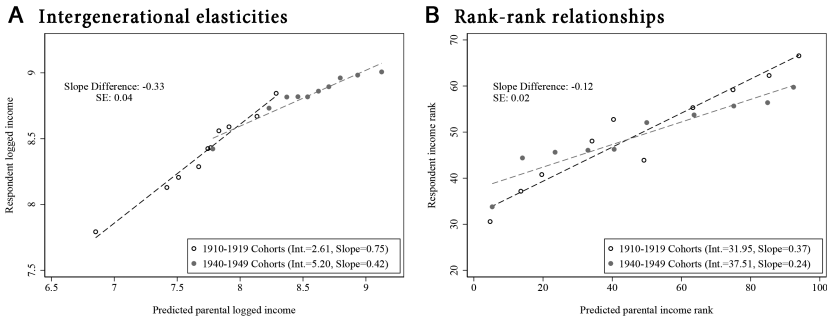 A Intergenerational elasticities
Respondent logged income
9
8.5
8
7.5
Slope Difference: -0.33
SE: 0.04
1910-1919 Cohorts (Int.=2.61, Slope=0.75)
1940-1949 Cohorts (Int.=5.20, Slope=0.42)
6.5 7 7.5 8 8.5 9
Predicted parental logged income
B Rank-rank relationships
Respondent income rank
70
60
50
40
30
20
Slope Difference: -0.12
SE: 0.02
1910-1919 Cohorts (Int.=31.95, Slope=0.37)
1940-1949 Cohorts (Int.=37.51, Slope=0.24)
0 20 40 60 80 100
Predicted parental income rank